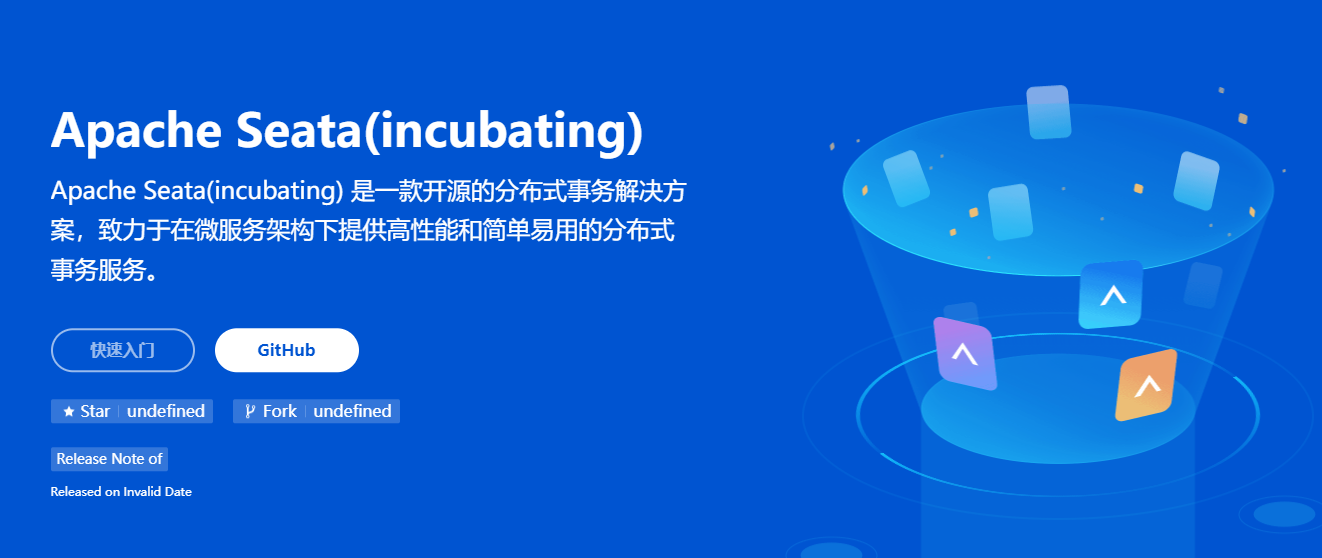 Apache Seata(incubating)
Apache Seata(incubating) 是一款开源的分布式事务解决方
案，致力于在微服务架构下提供高性能和简单易用的分布式
事务服务。
快速入门 GitHub
Star undefined Fork undefined
Release Note of
Released on Invalid Date